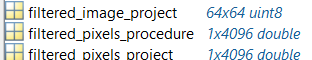 filtered_image_project 64x64 uint8
filtered_pixels_procedure 1x4096 double
filtered_pixels_project 1x4096 double